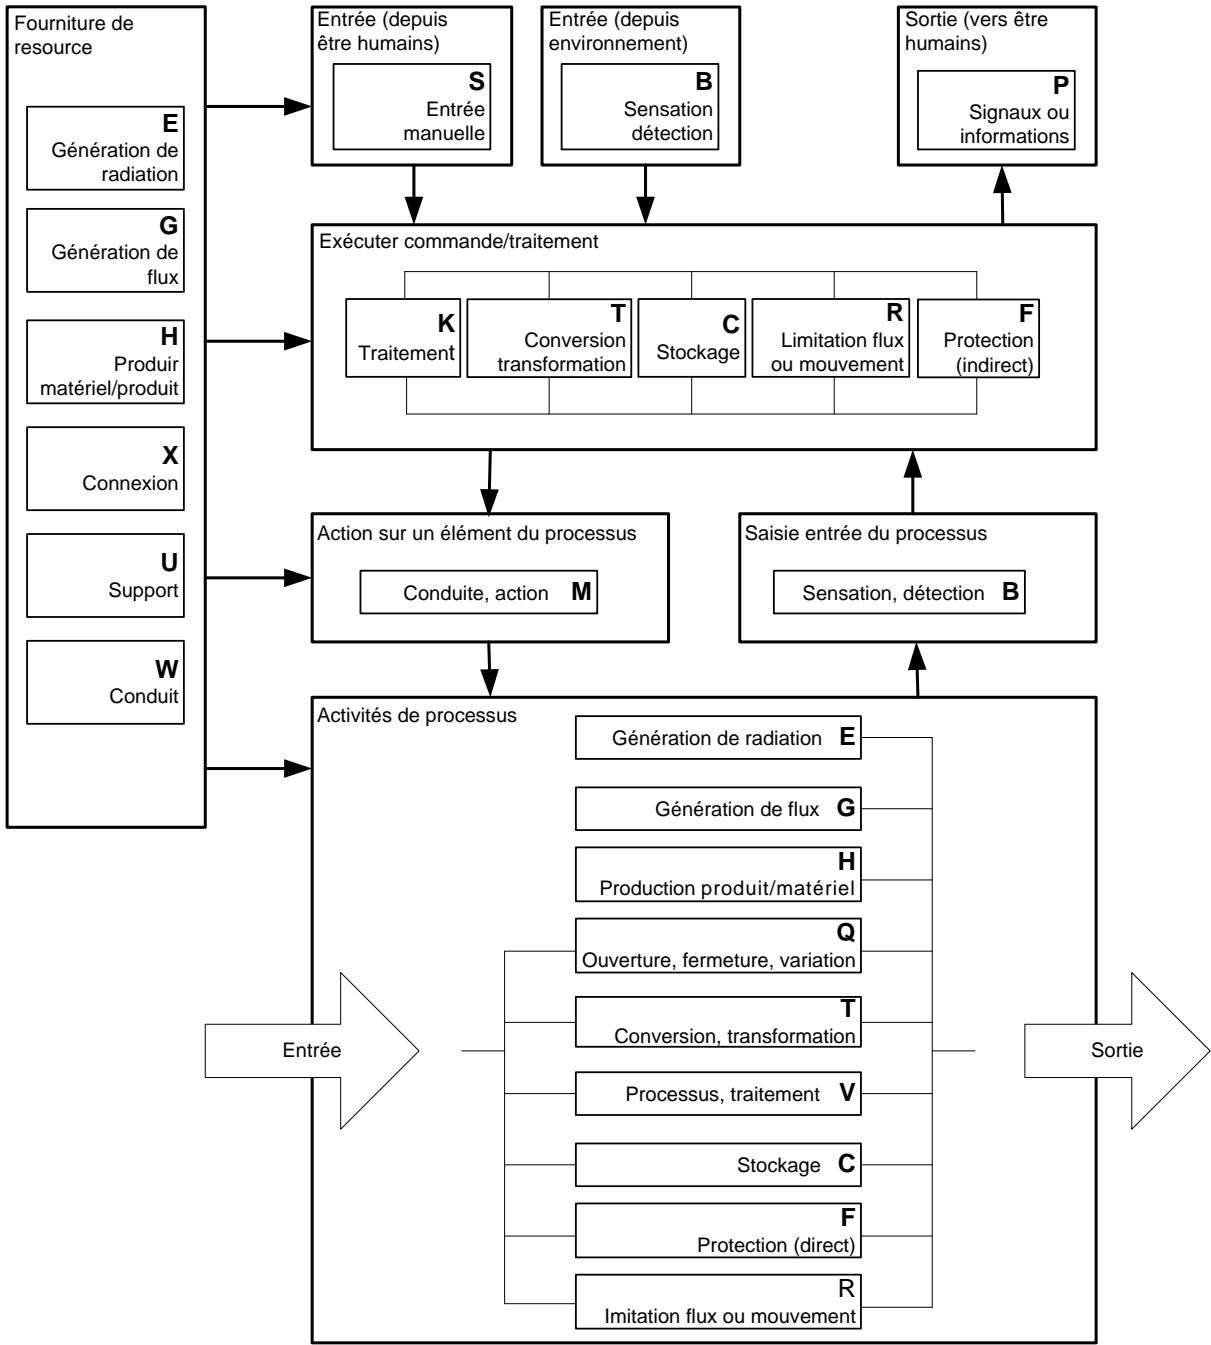 Fourniture de
resource
E
Génération de
radiation
G
Génération de
flux
H
Produir
matériel/produit
X
Connexion
U
Support
W
Conduit
Entrée (depuis
être humains)
S
Entrée
manuelle
Entrée (depuis
environnement)
B
Sensation
détection
Sortie (vers être
humains)
P
Signaux ou
informations
Exécuter commande/traitement
K
Traitement
T
Conversion
transformation
C
Stockage
R
Limitation flux
ou mouvement
F
Protection
(indirect)
Action sur un élément du processus
Conduite, action M
Saisie entrée du processus
Sensation, détection B
Activités de processus
Génération de radiation E
Génération de flux G
H
Production produit/matériel
Q
Ouverture, fermeture, variation
T
Conversion, transformation
Processus, traitement V
Stockage C
F
Protection (direct)
R
Imitation flux ou mouvement
Entrée
Sortie